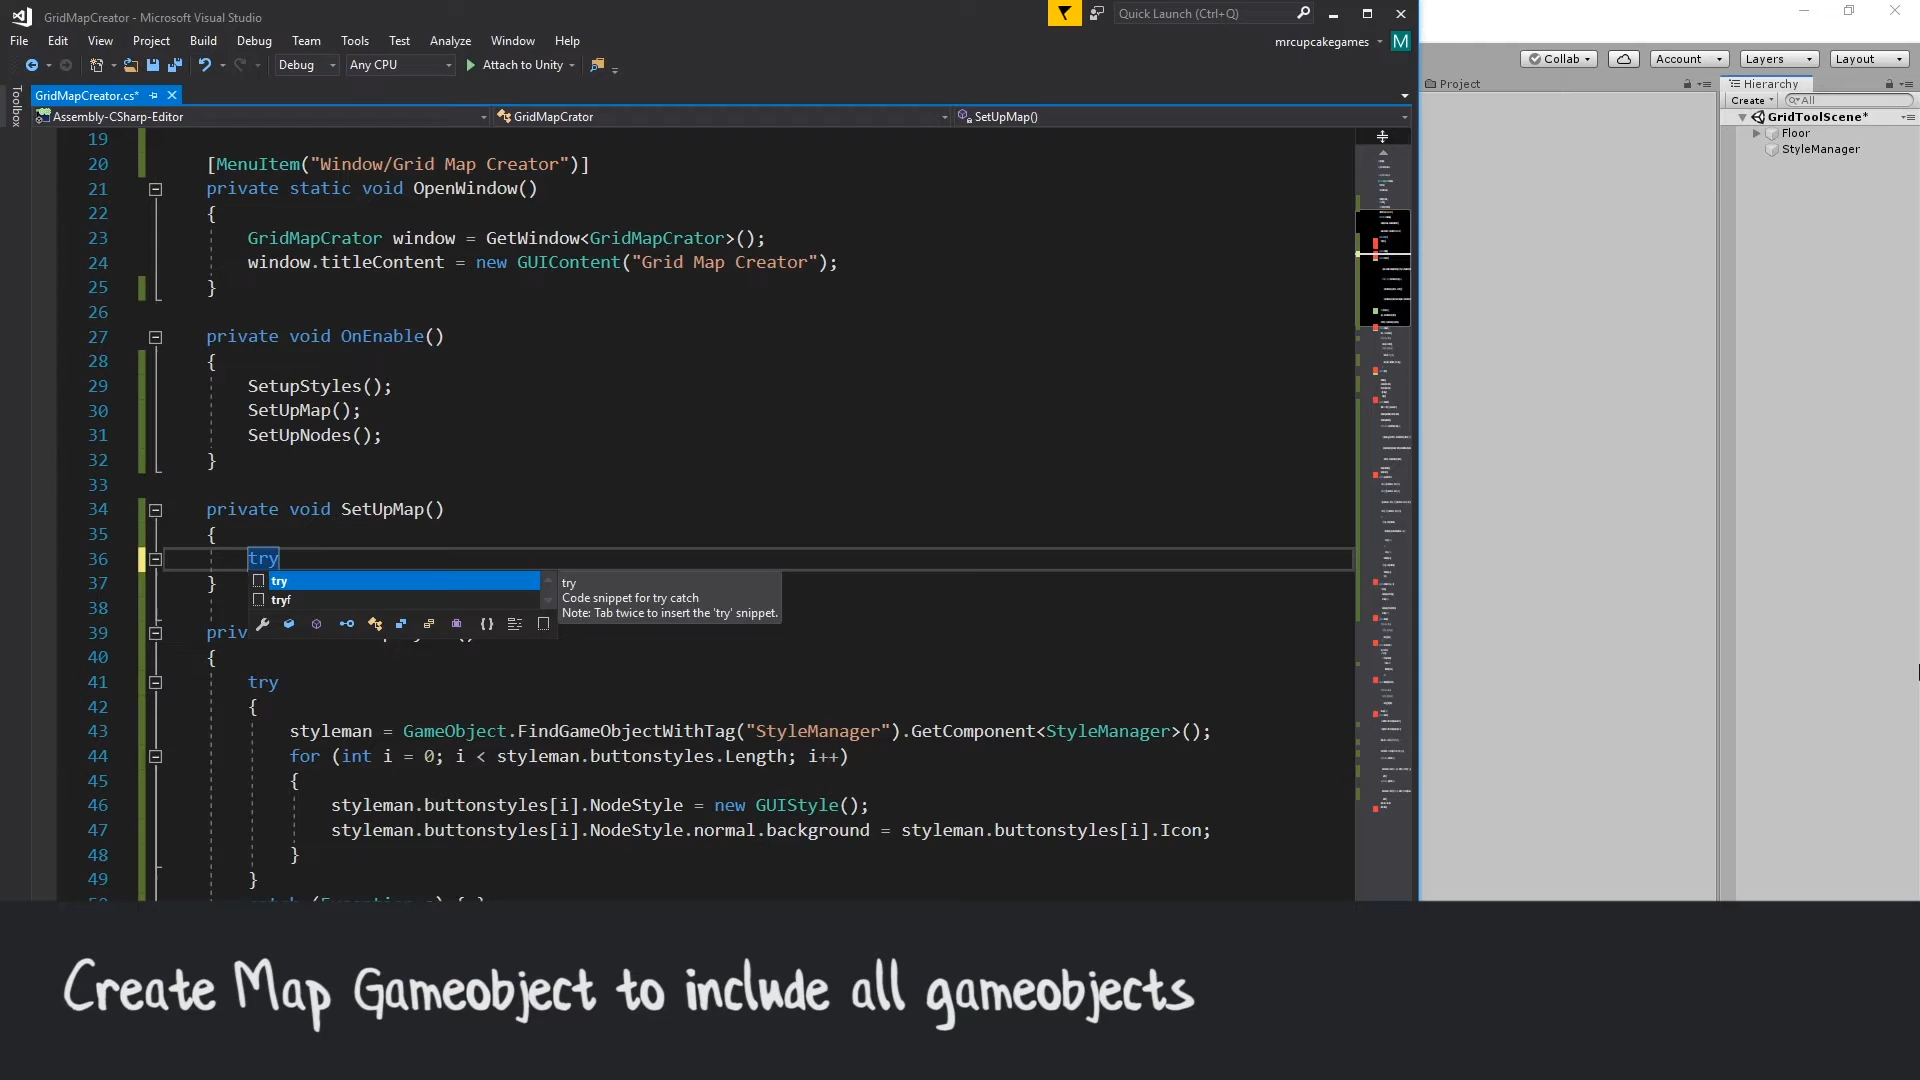 GridMapCreator - Microsoft Visual Studio
Quick Launch (Ctrl+Q)
File Edit View Project Build Debug Team Tools Test Analyze Window Help
mrcupcakegames M
Debug Any CPU Attach to Unity
Collab Account Layers Layout
Toolbox
GridMapCreator.cs*
Project
Hierarchy
Create All
Assembly-CSharp-Editor GridMapCrator SetUpMap()
GridToolScene*
Floor
StyleManager
19
20 [MenuItem("Window/Grid Map Creator")]
21 private static void OpenWindow()
22 {
23 GridMapCrator window = GetWindow<GridMapCrator>();
24 window.titleContent = new GUIContent("Grid Map Creator");
25 }
26
27 private void OnEnable()
28 {
29 SetupStyles();
30 SetUpMap();
31 SetUpNodes();
32 }
33
34 private void SetUpMap()
35 {
36 try
37 }
38
39
40 {
41 try
42 {
43 styleman = GameObject.FindGameObjectWithTag("StyleManager").GetComponent<StyleManager>();
44 for (int i = 0; i < styleman.buttonstyles.Length; i++)
45 {
46 styleman.buttonstyles[i].NodeStyle = new GUIStyle();
47 styleman.buttonstyles[i].NodeStyle.normal.background = styleman.buttonstyles[i].Icon;
48 }
49 }
try
tryf
try
Code snippet for try catch
Note: Tab twice to insert the 'try' snippet.
Create Map Gameobject to include all gameobjects